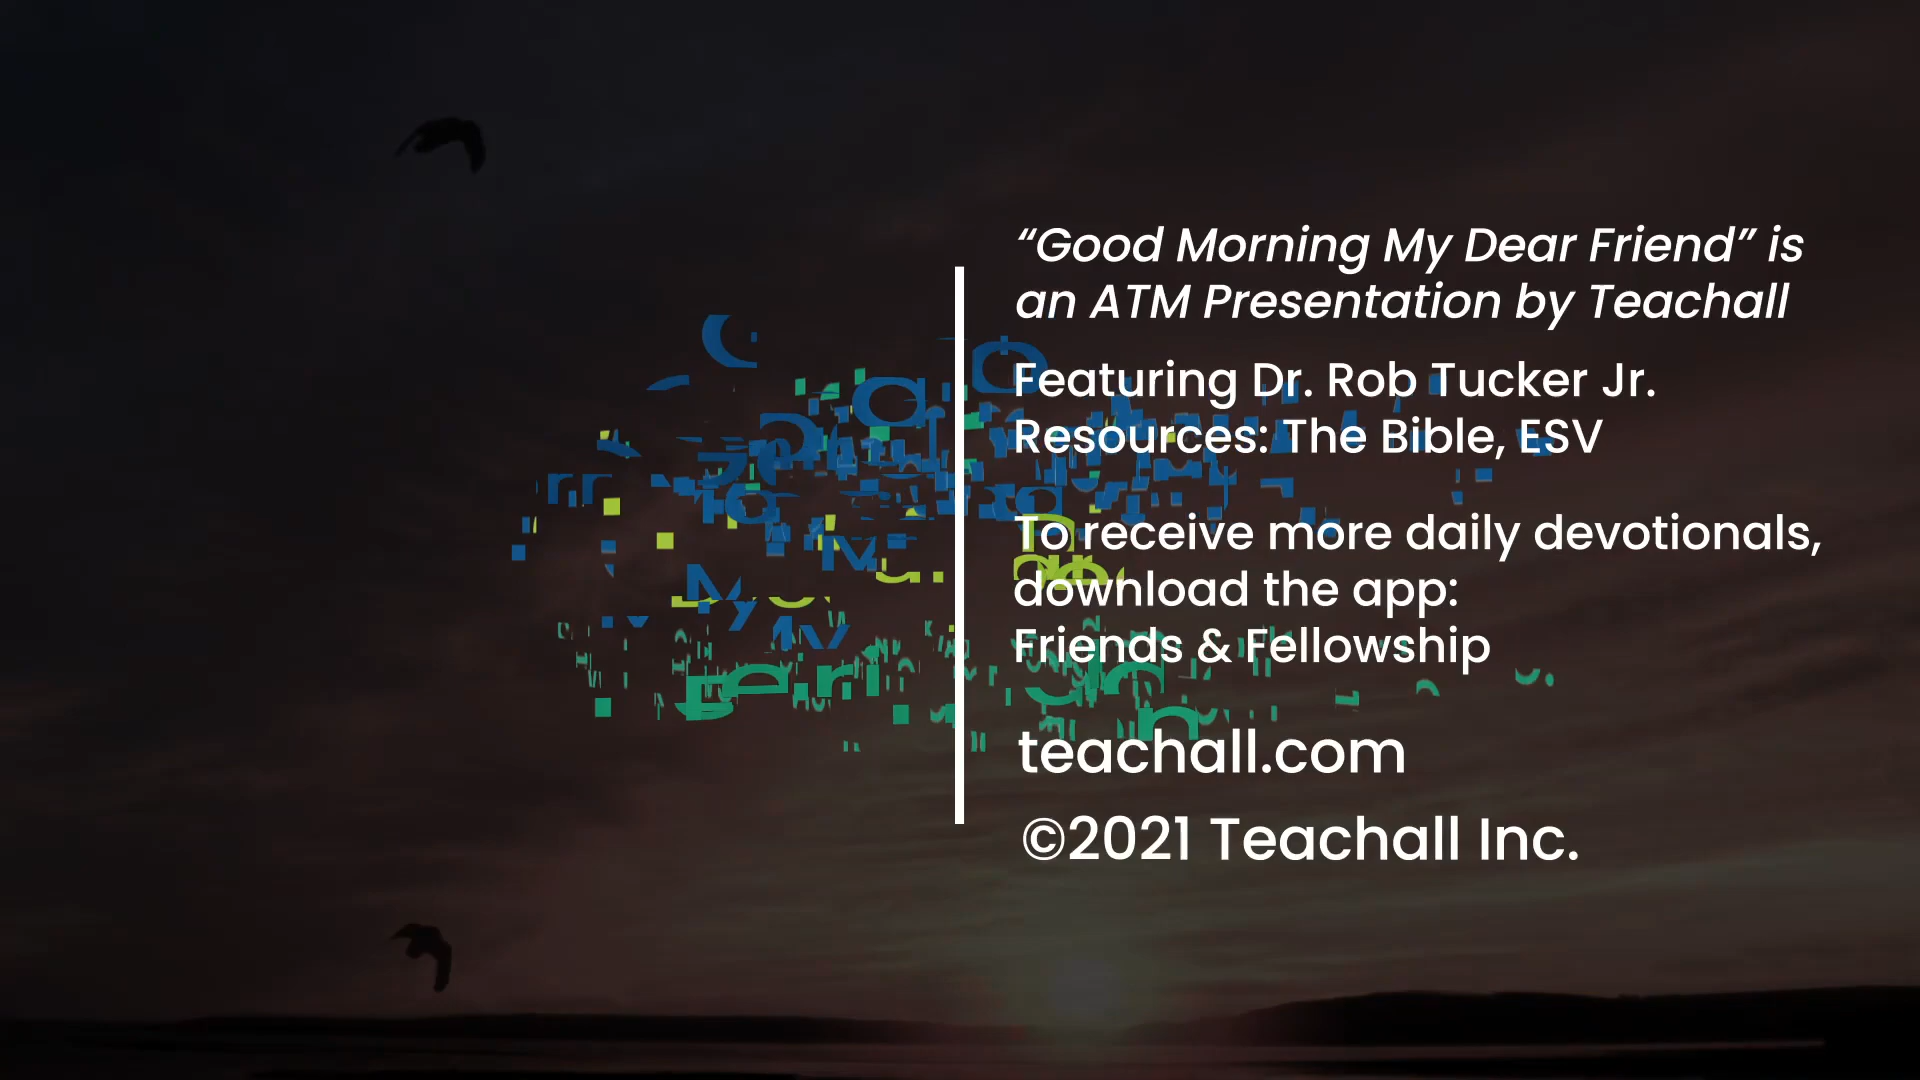 “Good Morning My Dear Friend” is
an ATM Presentation by Teachall
Featuring Dr. Rob Tucker Jr.
Resources: The Bible, ESV
To receive more daily devotionals,
download the app:
Friends & Fellowship
teachall.com
©2021 Teachall Inc.